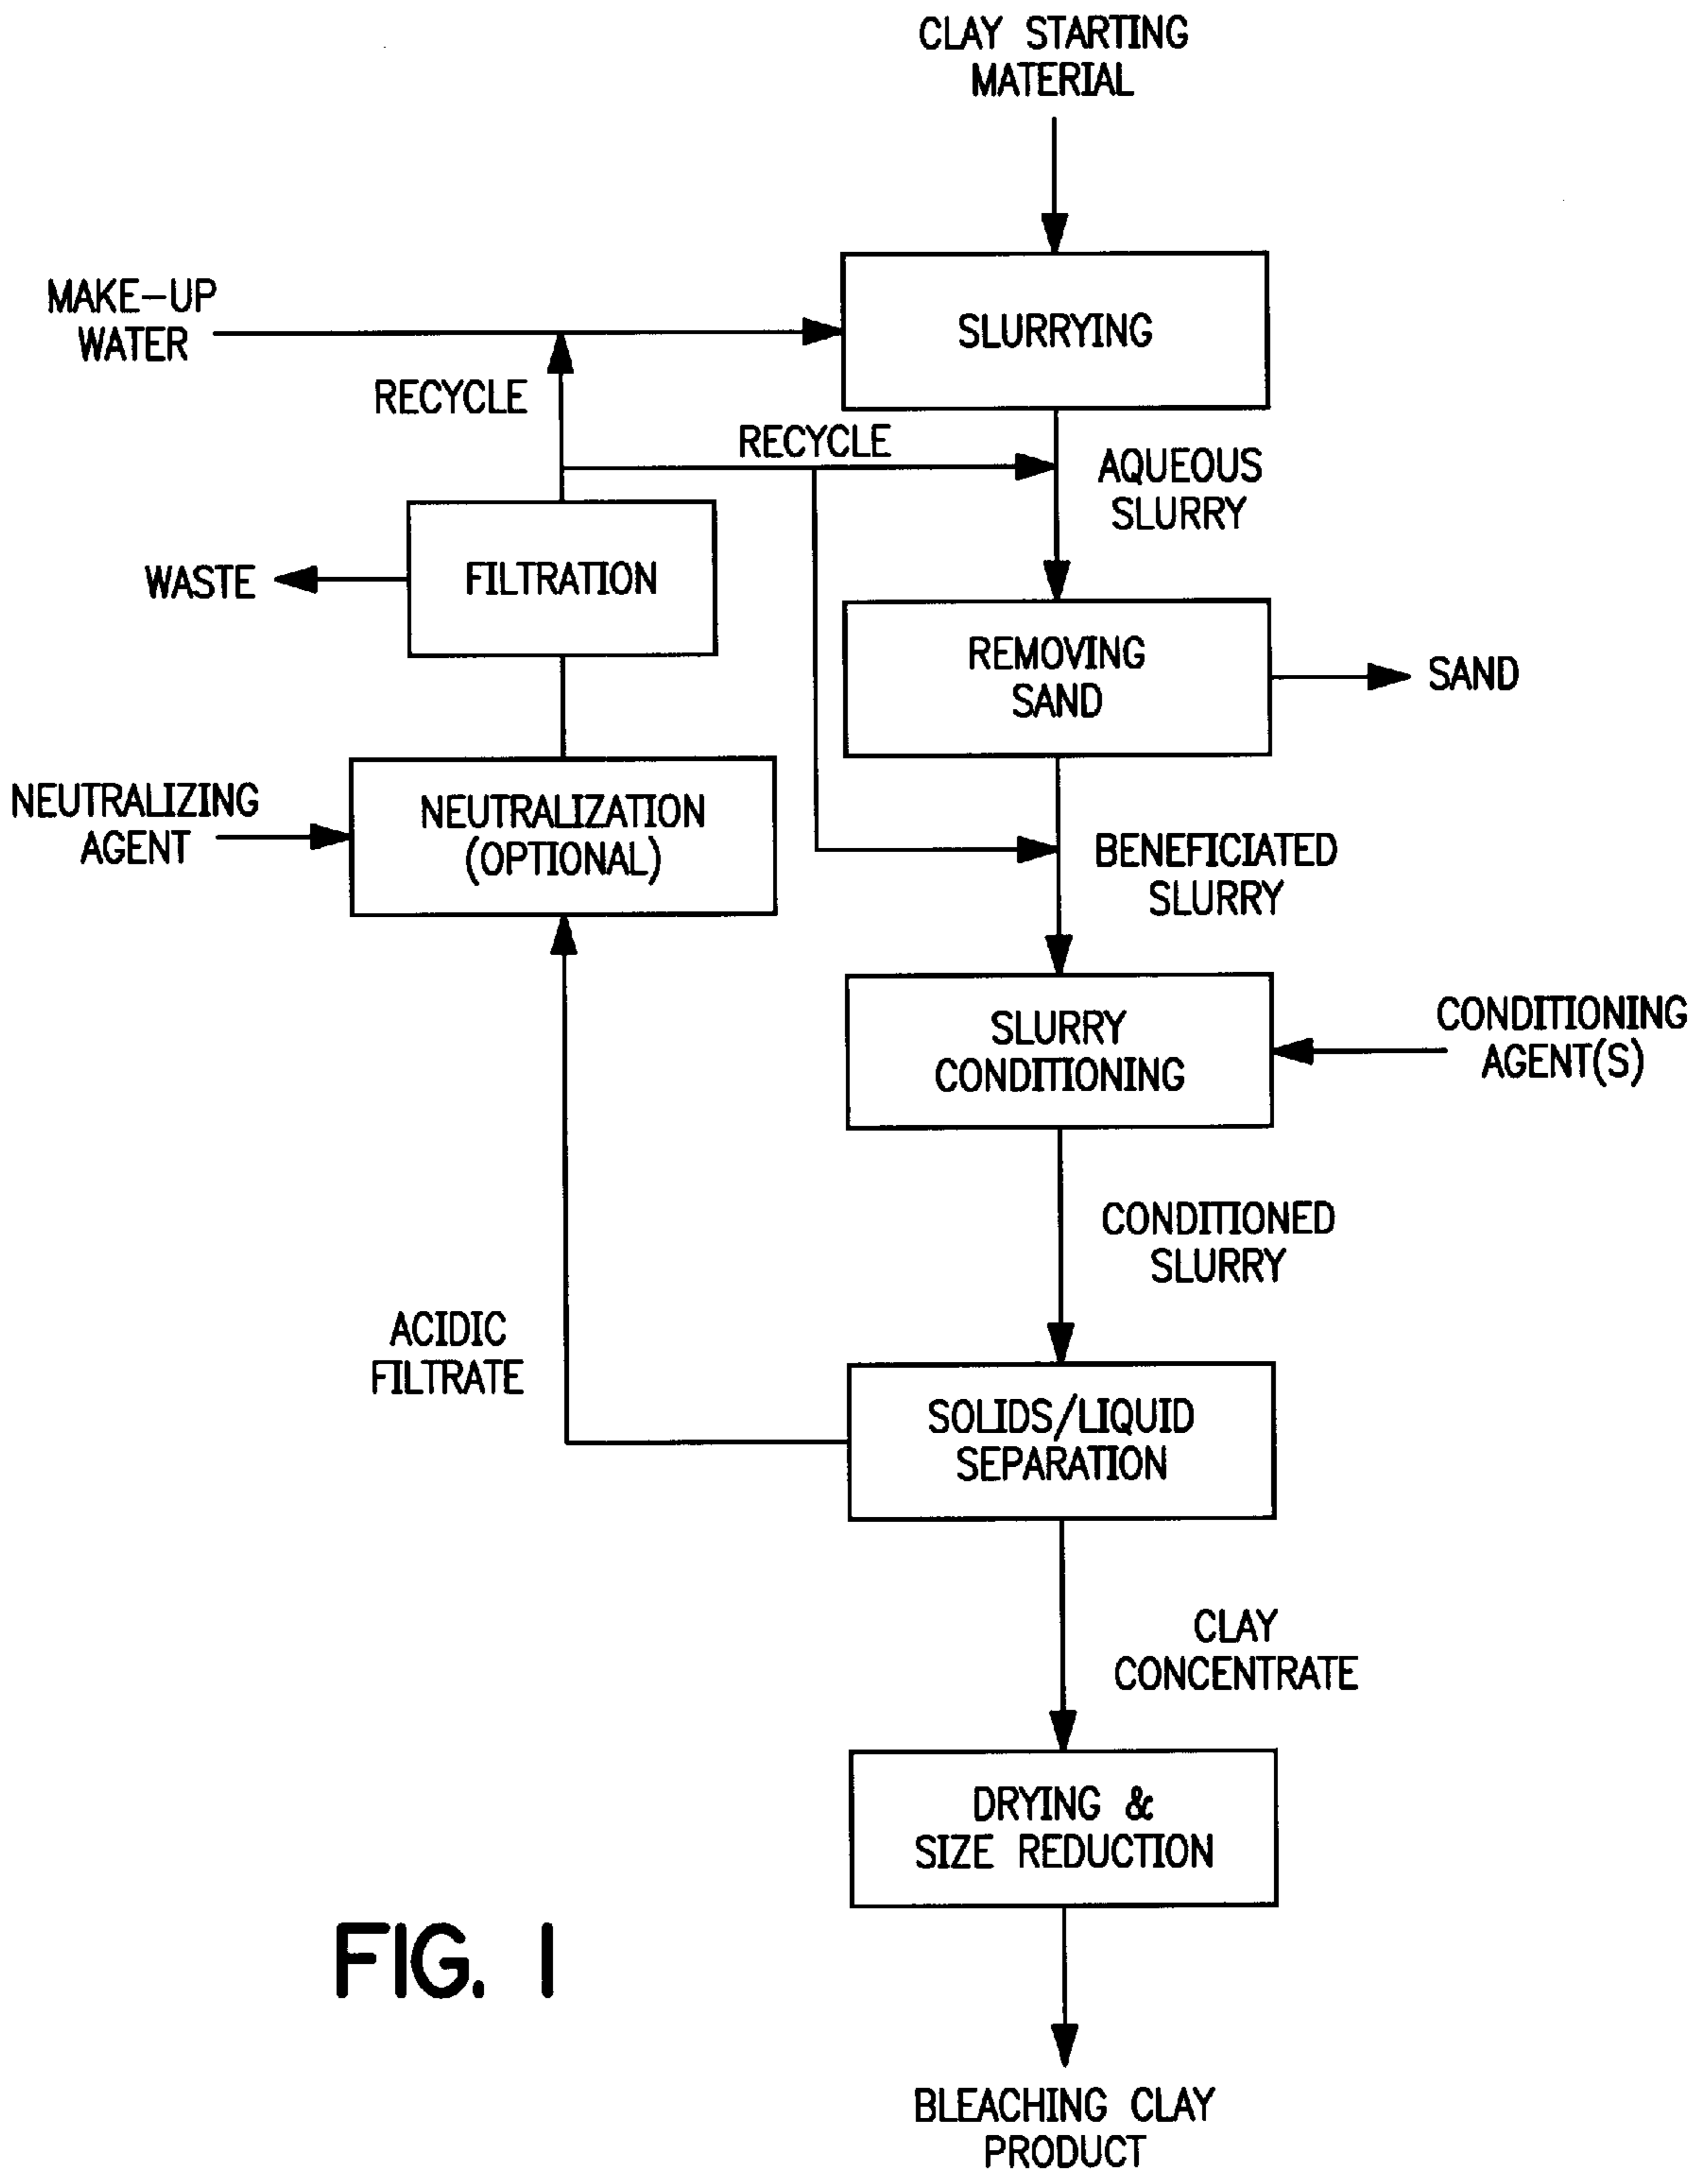 CLAY STARTING
MATERIAL
MAKE-UP
WATER
SLURRYING
RECYCLE
RECYCLE
AQUEOUS
SLURRY
WASTE
FILTRATION
REMOVING
SAND
SAND
NEUTRALIZING
AGENT
NEUTRALIZATION
(OPTIONAL)
BENEFICIATED
SLURRY
SLURRY
CONDITIONING
CONDITIONING
AGENT(S)
CONDITIONED
SLURRY
ACIDIC
FILTRATE
SOLIDS/LIQUID
SEPARATION
CLAY
CONCENTRATE
DRYING &
SIZE REDUCTION
FIG. 1
BLEACHING CLAY
PRODUCT